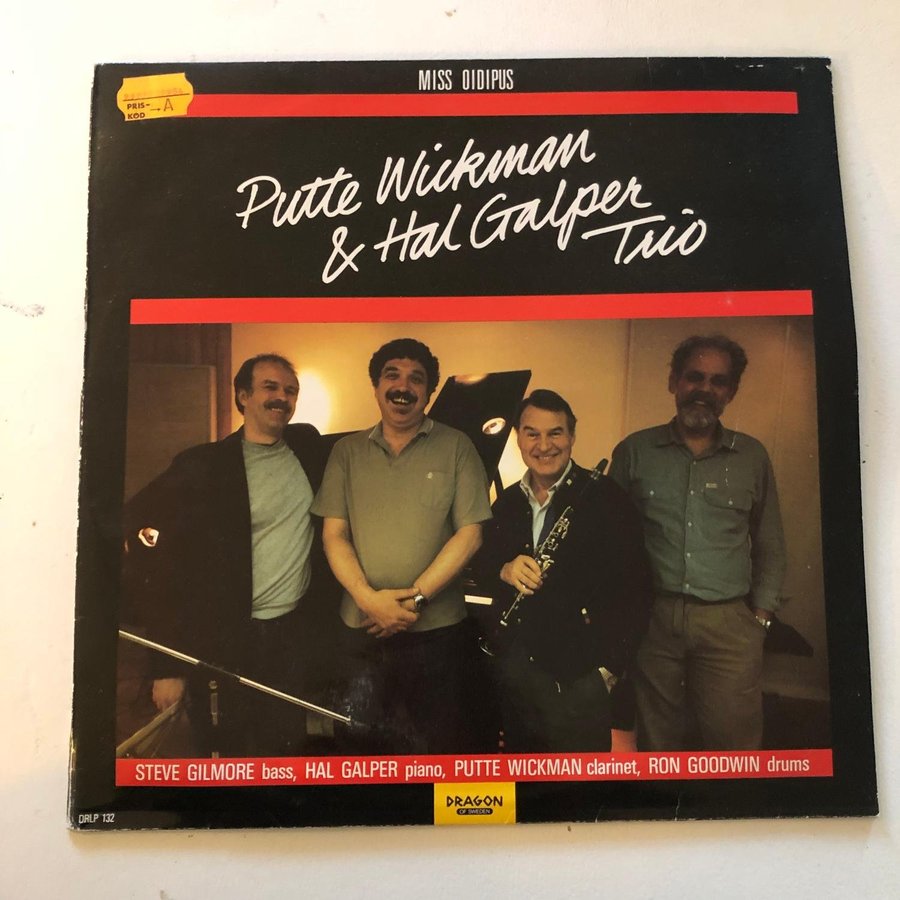 MISS OIDIPUS
PRIS-
KOD → A
Putte Wickman
& Hal Galper
Trio
STEVE GILMORE bass, HAL GALPER piano, PUTTE WICKMAN clarinet, RON GOODWIN drums
DRAGON
OF SWEDEN
DRLP 132